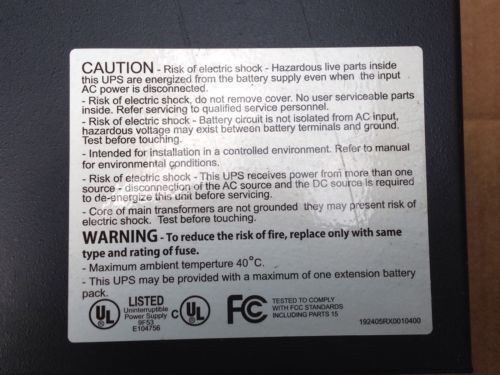 CAUTION - Risk of electric shock - Hazardous live parts inside
this UPS are energized from the battery supply even when the input
AC power is disconnected.
- Risk of electric shock, do not remove cover. No user serviceable parts
inside. Refer servicing to qualified service personnel.
- Risk of electric shock - Battery circuit is not isolated from AC input,
hazardous voltage may exist between battery terminals and ground.
Test before touching.
- Intended for installation in a controlled environment. Refer to manual
for environmental conditions.
- Risk of electric shock - This UPS receives power from more than one
source - disconnection of the AC source and the DC source is required
to de-energize this unit before servicing.
- Core of main transformers are not grounded they may present risk of
electric shock. Test before touching.
WARNING - To reduce the risk of fire, replace only with same
type and rating of fuse.
- Maximum ambient temperture 40°C.
- This UPS may be provided with a maximum of one extension battery
pack.
UL
LISTED
Uninterruptible
Power Supply
9F53
E104756
C UL
FC
TESTED TO COMPLY
WITH FCC STANDARDS
INCLUDING PARTS 15
192405RX0010400